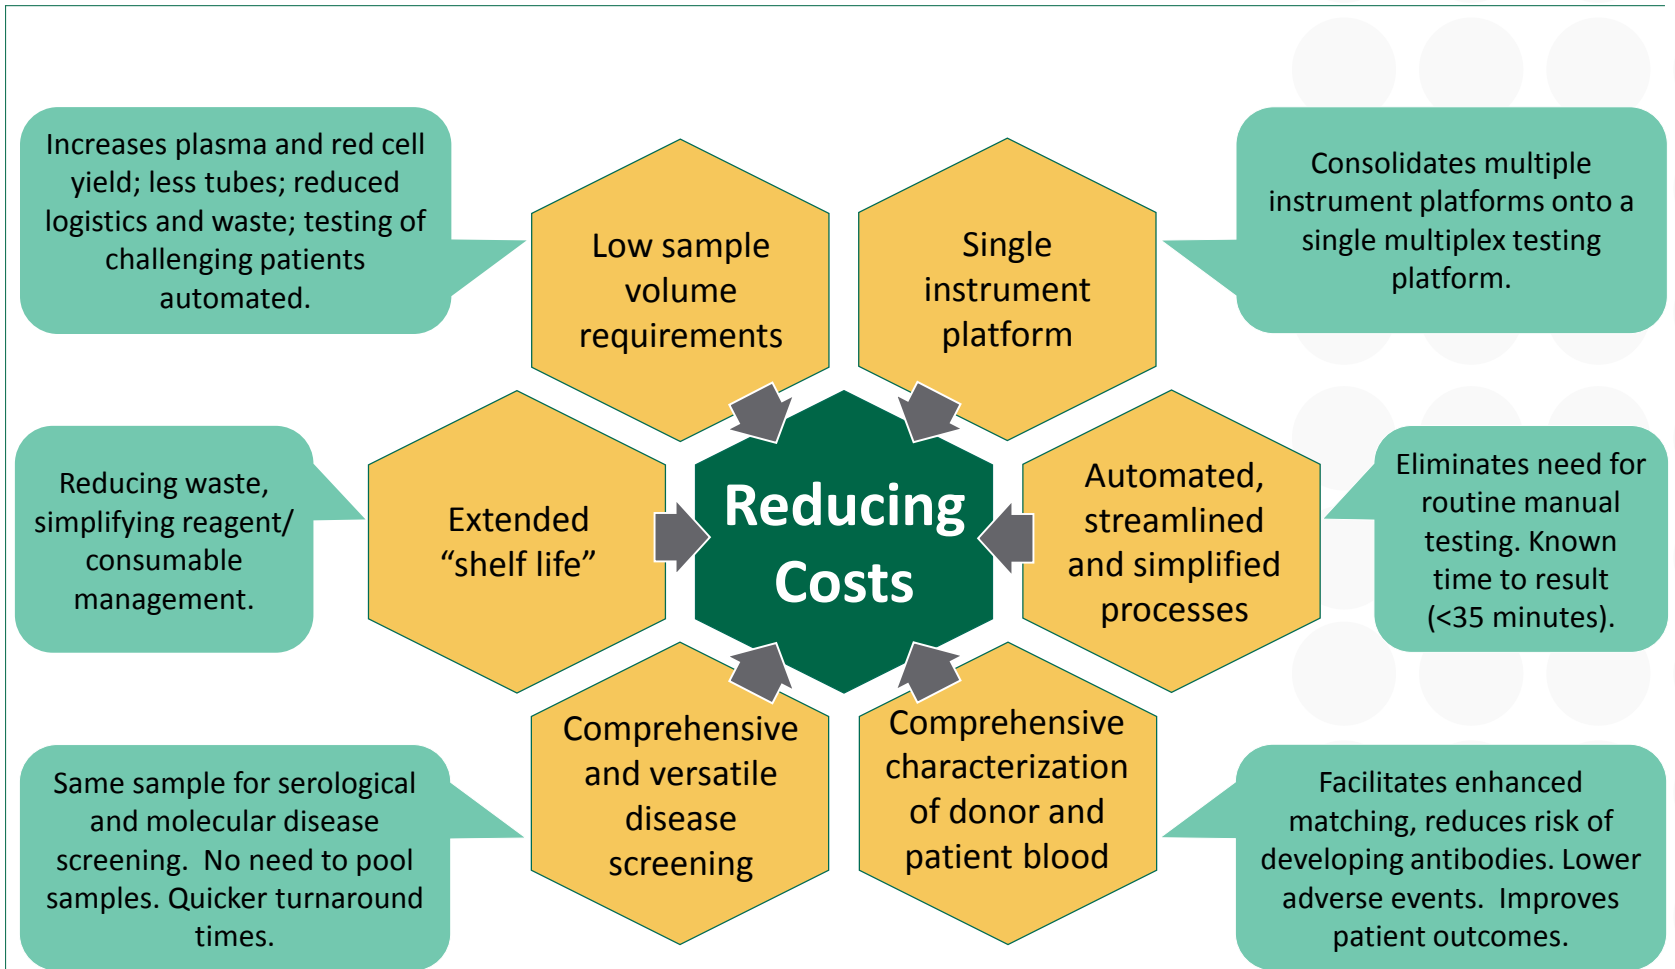 Increases plasma and red cell
yield; less tubes; reduced
logistics and waste; testing of
challenging patients
automated.
Low sample
volume
requirements
Single
instrument
platform
Consolidates multiple
instrument platforms onto a
single multiplex testing
platform.
Reducing waste,
simplifying reagent/
consumable
management.
Extended
“shelf life”
Reducing
Costs
Automated,
streamlined
and simplified
processes
Eliminates need for
routine manual
testing. Known
time to result
(<35 minutes).
Same sample for serological
and molecular disease
screening.  No need to pool
samples. Quicker turnaround
times.
Comprehensive
and versatile
disease
screening
Comprehensive
characterization
of donor and
patient blood
Facilitates enhanced
matching, reduces risk of
developing antibodies. Lower
adverse events.  Improves
patient outcomes.